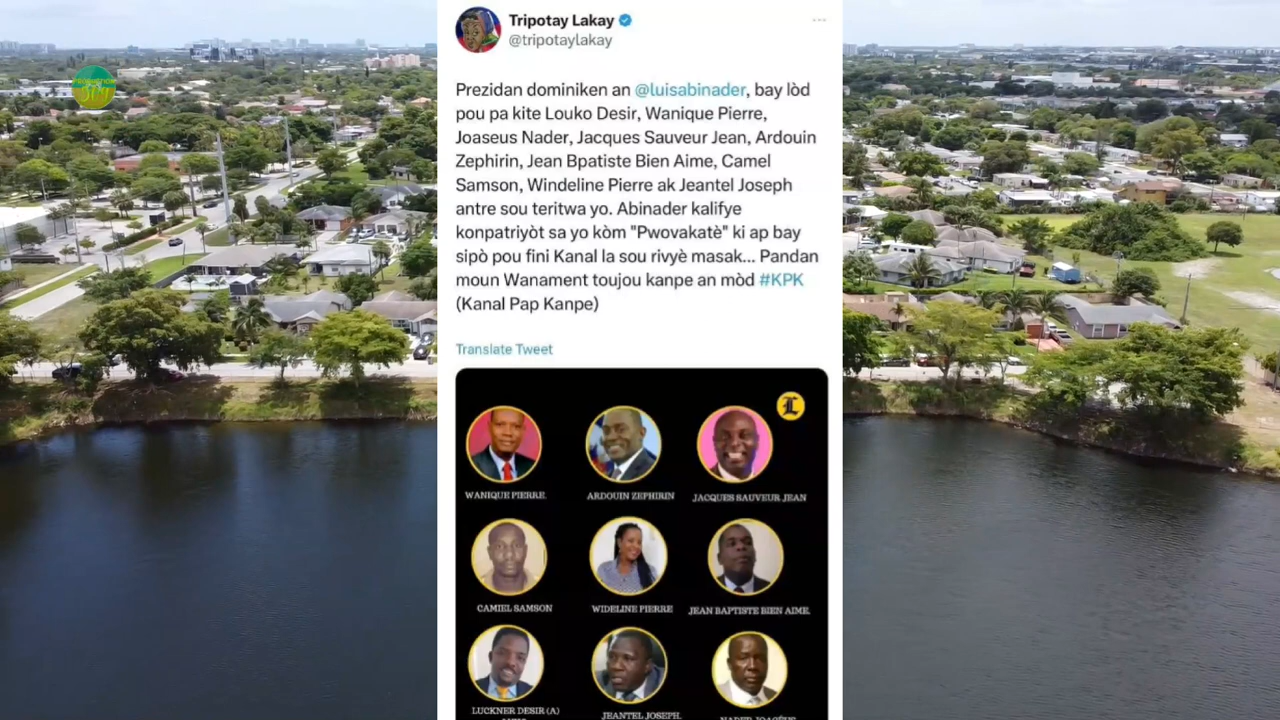 PRODUCTION
Tripotay Lakay
@tripotaylakay
Prezidan dominiken an @luisabinader, bay lòd
pou pa kite Louko Desir, Wanique Pierre,
Joaseus Nader, Jacques Sauveur Jean, Ardouin
Zephirin, Jean Bpatiste Bien Aime, Camel
Samson, Windeline Pierre ak Jeantel Joseph
antre sou teritwa yo. Abinader kalifye
konpatriyòt sa yo kòm "Pwovakatè" ki ap bay
sipò pou fini Kanal la sou rivyè masak... Pandan
moun Wanament toujou kanpe an mòd #KPK
(Kanal Pap Kanpe)
Translate Tweet
L
WANIQUE PIERRE.
ARDOUIN ZEPHIRIN
JACQUES SAUVEUR JEAN
CAMIEL SAMSON
WIDELINE PIERRE
JEAN BAPTISTE BIEN AIME.
LUCKNER DESIR (A)
JEANTEL JOSEPH.